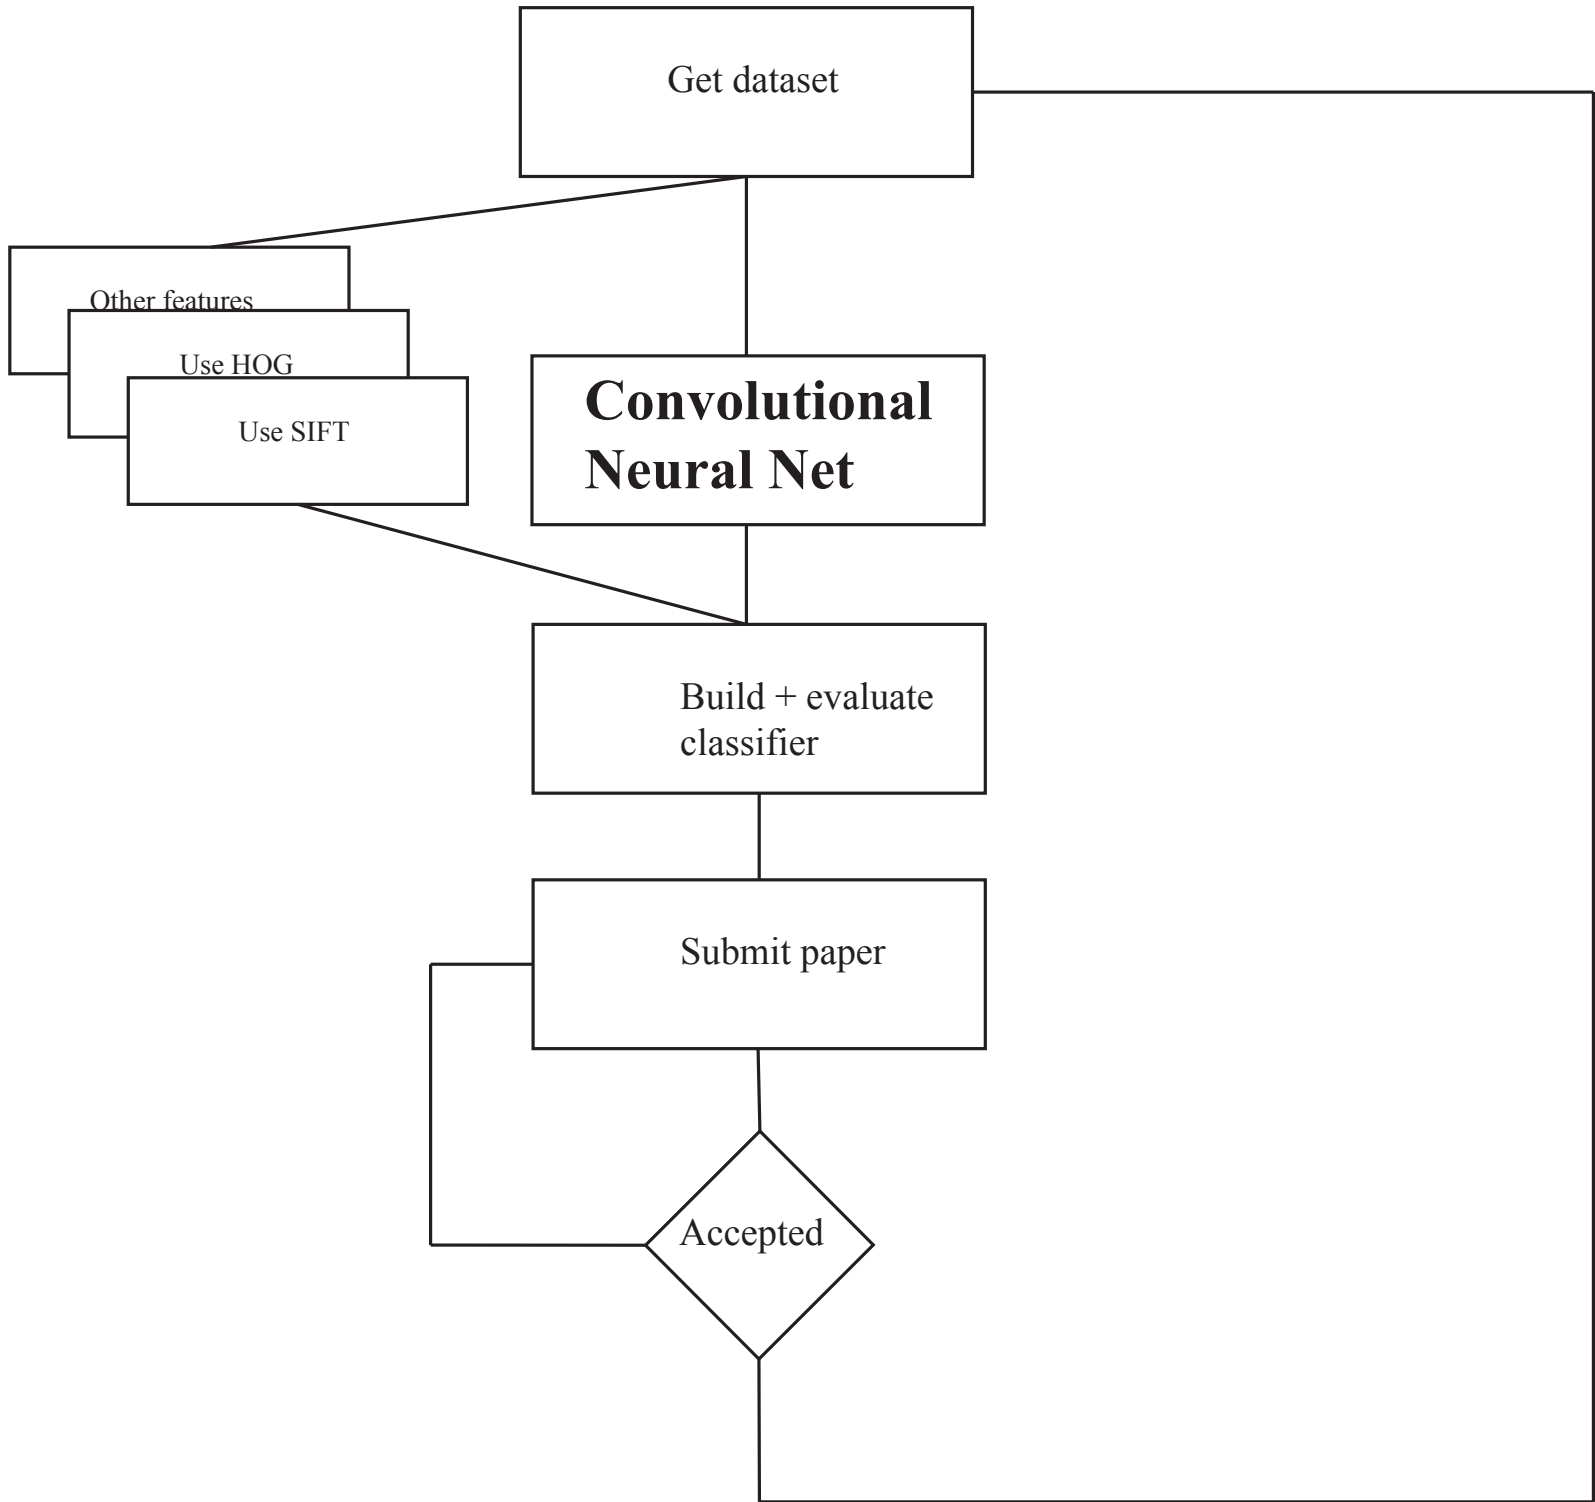 Get dataset
Other features
Use HOG
Use SIFT
Convolutional
Neural Net
Build + evaluate
classifier
Submit paper
Accepted